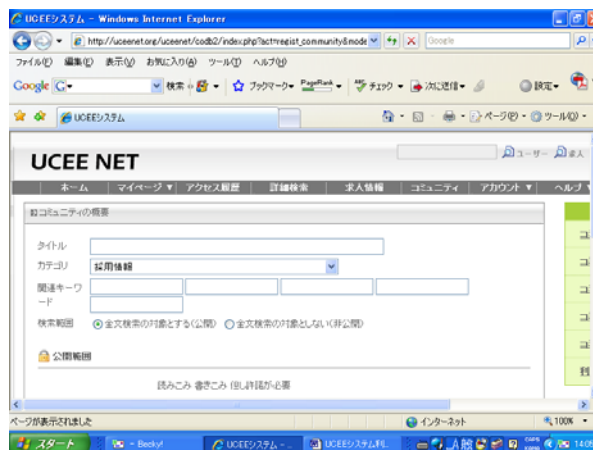 UCEEシステム - Windows Internet Explorer
http://uceenet.org/uceenet/codb2/index.php?act=regist_community&mode
Google
ファイル(F) 編集(E) 表示(V) お気に入り(A) ツール(T) ヘルプ(H)
Google G 検索 ブックマーク PageRank チェック 次に送信 設定
UCEEシステム ページ(P) ツール(O)
UCEE NET ユーザー 求人
ホーム マイページ ▼ アクセス履歴 詳細検索 求人情報 コミュニティ アカウント ▼ ヘルプ
コミュニティの概要
タイトル
カテゴリ 採用情報
関連キーワ
ード
検索範囲 全文検索の対象とする(公開) 全文検索の対象としない(非公開)
公開範囲
読みこみ 書きこみ 但し許諾が必要
ページが表示されました インターネット 100%
スタート - Becky! UCEEシステム - ... UCEEシステム利... A 般 CAPS KANA